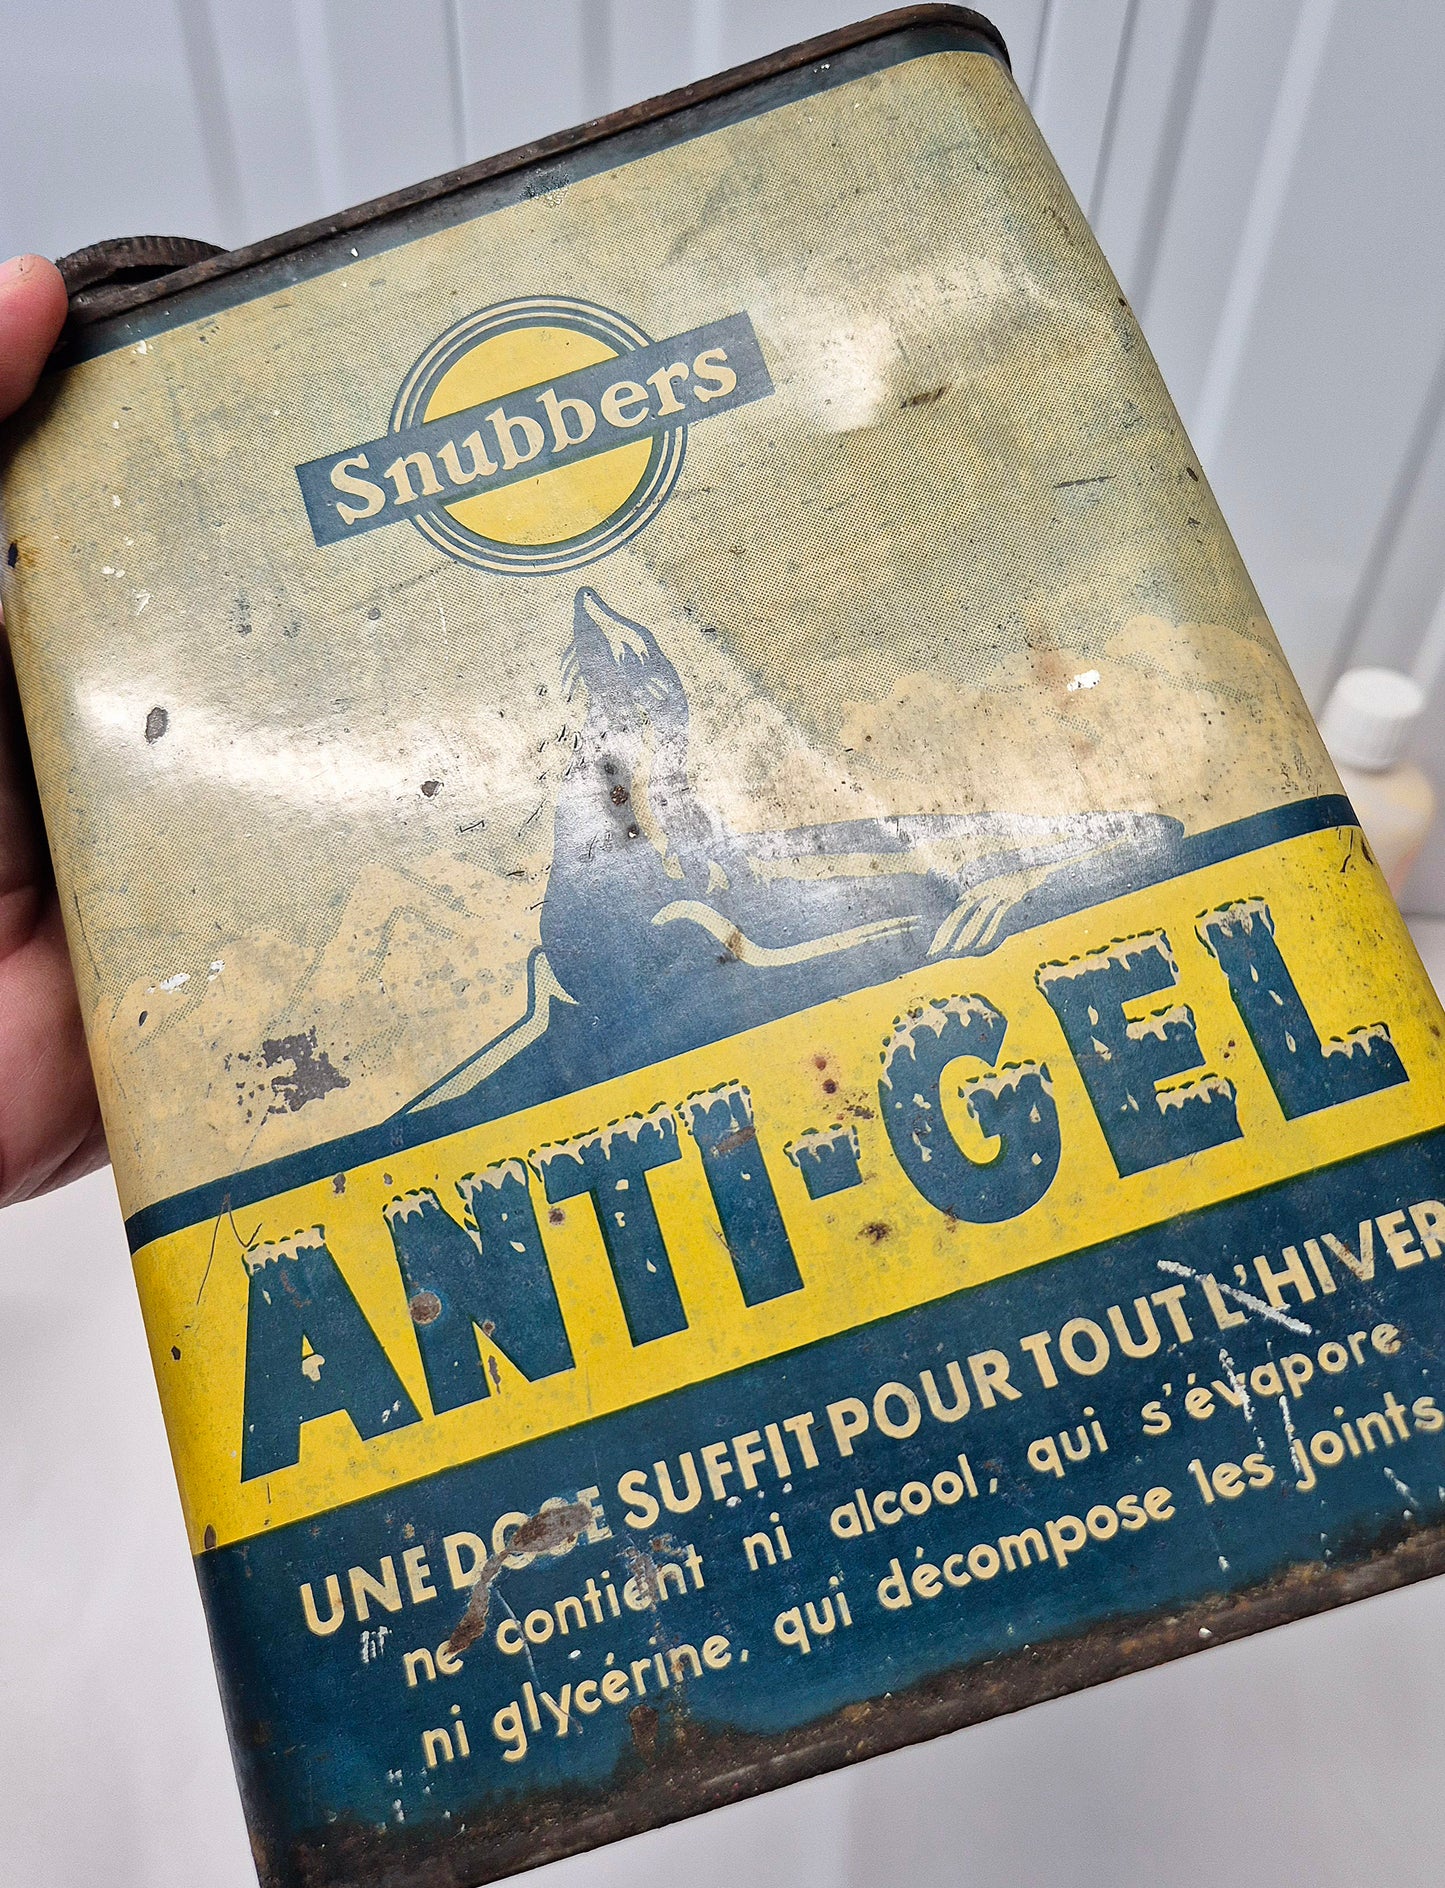 Snubbers
ANTI-GEL
UNE DOSE SUFFIT POUR TOUT L'HIVER
ne contient ni alcool, qui s'évapore
ni glycérine, qui décompose les joints